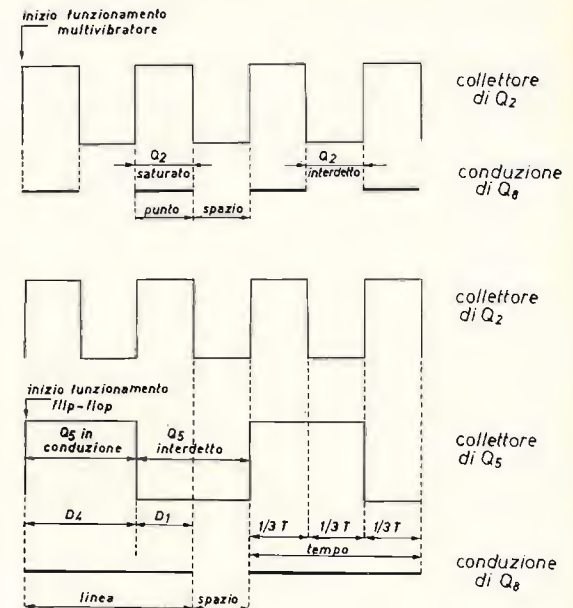 inizio funzionamento
multivibratore
collettore
di Q2
Q2
saturato
Q2
interdetto
conduzione
di Q8
punto
spazio
collettore
di Q2
inizio funzionamento
flip-flop
Q5 in
conduzione
Q5
interdetto
collettore
di Q5
D4
D1
1/3 T
1/3 T
1/3 T
tempo
conduzione
di Q8
linea
spazio